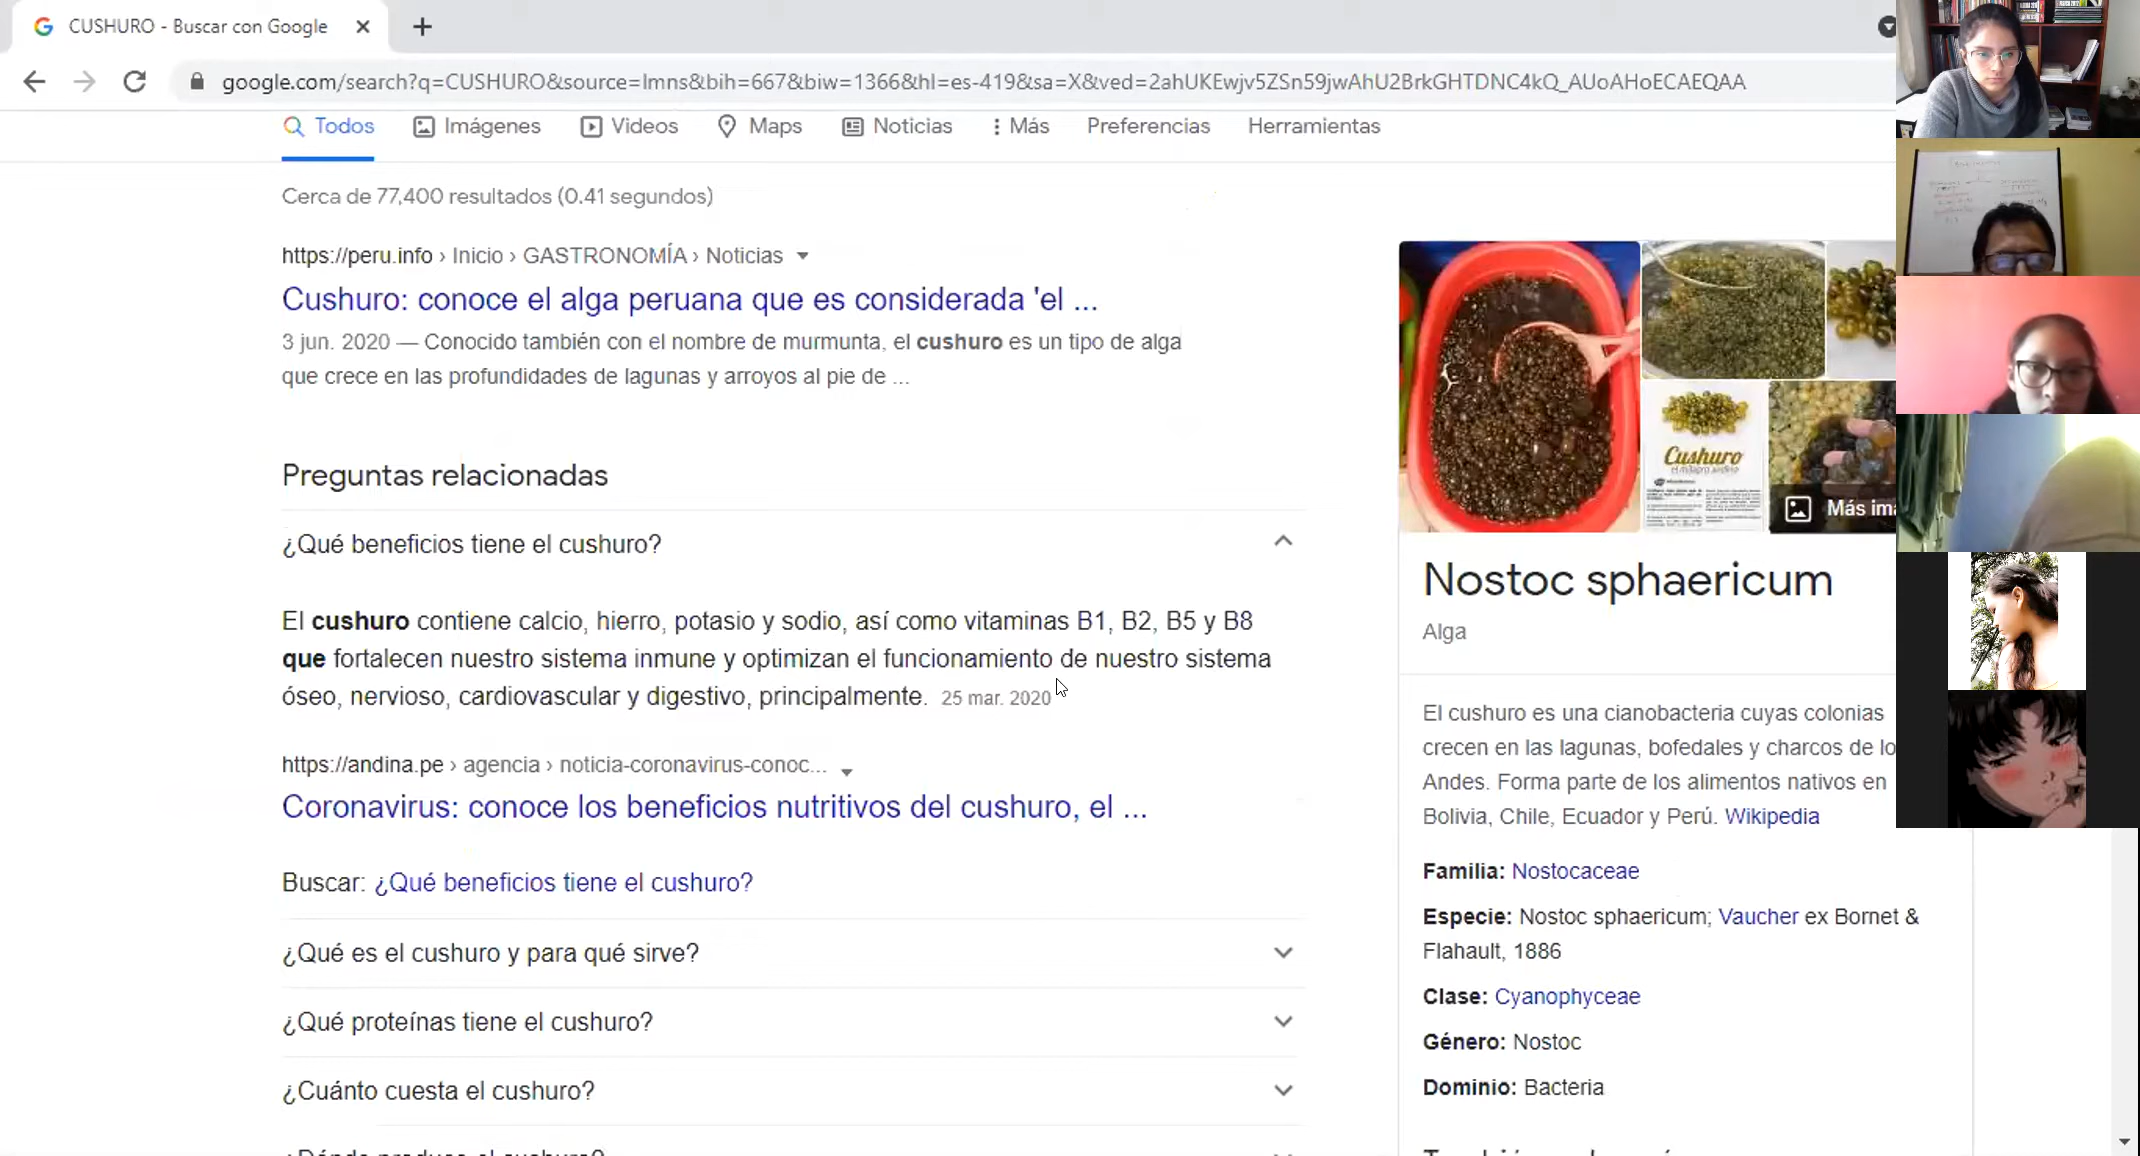 CUSHURO - Buscar con Google
google.com/search?q=CUSHURO&source=lmns&bih=667&biw=1366&hl=es-419&sa=X&ved=2ahUKEwjv5ZSn59jwAhU2BrkGHTDNC4kQ_AUoAHoECAEQAA
Todos Imágenes Videos Maps Noticias Más Preferencias Herramientas
Cerca de 77,400 resultados (0.41 segundos)
https://peru.info › Inicio › GASTRONOMÍA › Noticias
Cushuro: conoce el alga peruana que es considerada 'el ...
3 jun. 2020 — Conocido también con el nombre de murmunta, el cushuro es un tipo de alga
que crece en las profundidades de lagunas y arroyos al pie de ...
Preguntas relacionadas
¿Qué beneficios tiene el cushuro?
El cushuro contiene calcio, hierro, potasio y sodio, así como vitaminas B1, B2, B5 y B8
que fortalecen nuestro sistema inmune y optimizan el funcionamiento de nuestro sistema
óseo, nervioso, cardiovascular y digestivo, principalmente. 25 mar. 2020
https://andina.pe › agencia › noticia-coronavirus-conoc...
Coronavirus: conoce los beneficios nutritivos del cushuro, el ...
Buscar: ¿Qué beneficios tiene el cushuro?
¿Qué es el cushuro y para qué sirve?
¿Qué proteínas tiene el cushuro?
¿Cuánto cuesta el cushuro?
Cushuro
el milagro andino
Más im
Nostoc sphaericum
Alga
El cushuro es una cianobacteria cuyas colonias
crecen en las lagunas, bofedales y charcos de lo
Andes. Forma parte de los alimentos nativos en
Bolivia, Chile, Ecuador y Perú. Wikipedia
Familia: Nostocaceae
Especie: Nostoc sphaericum; Vaucher ex Bornet &
Flahault, 1886
Clase: Cyanophyceae
Género: Nostoc
Dominio: Bacteria